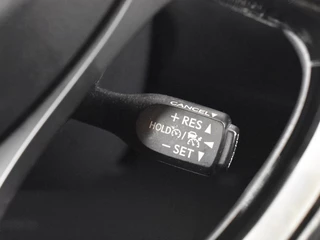 CANCEL▼
+ RES ▲
HOLD
− SET ▼